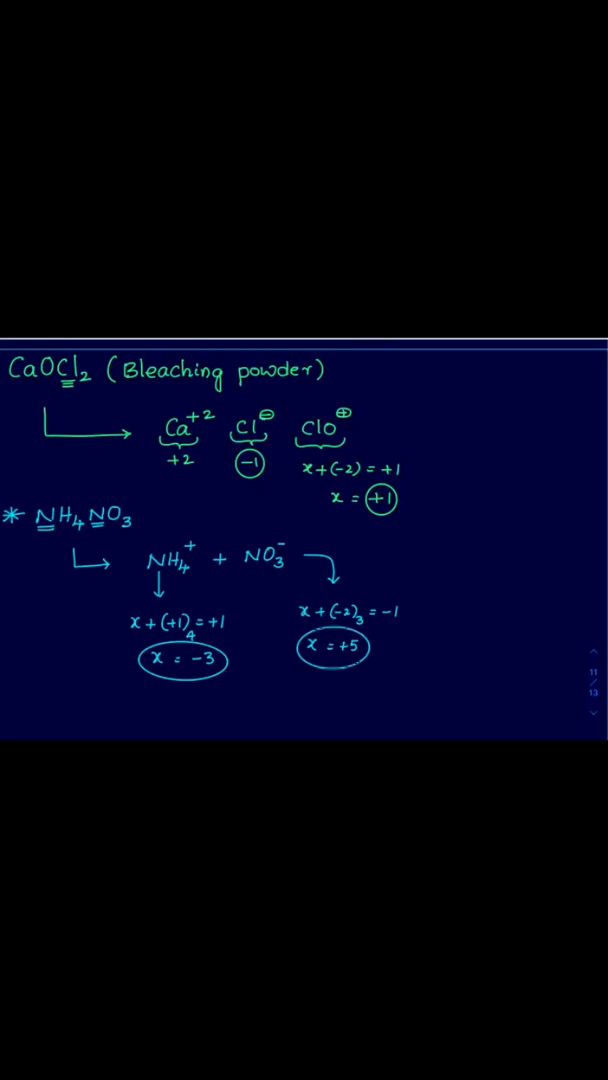 CaOCl₂ (Bleaching powder)
Ca⁺² Cl⊖ ClO⊕
+2 −1 x+(−2) = +1
x = +1
* NH₄NO₃
NH₄⁺ + NO₃⁻
x + (+1)₄ = +1 x + (−2)₃ = −1
x = −3 x = +5
11
/
13